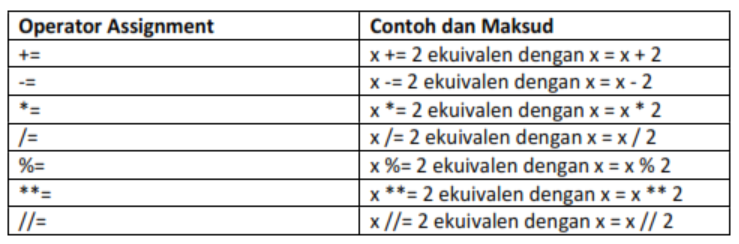 Operator Assignment Contoh dan Maksud
+= x += 2 ekuivalen dengan x = x + 2
-= x -= 2 ekuivalen dengan x = x - 2
*= x *= 2 ekuivalen dengan x = x * 2
/= x /= 2 ekuivalen dengan x = x / 2
%= x %= 2 ekuivalen dengan x = x % 2
**= x **= 2 ekuivalen dengan x = x ** 2
//= x //= 2 ekuivalen dengan x = x // 2